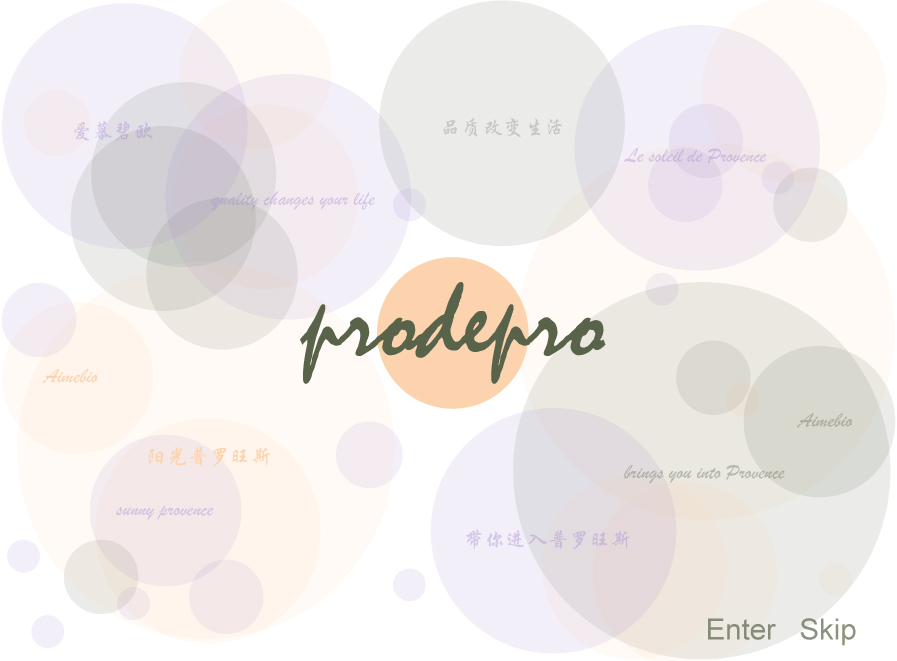 爱慕碧欧
品质改变生活
Le soleil de Provence
quality changes your life
prodepro
Aimebio
Aimebio
阳光普罗旺斯
brings you into Provence
sunny provence
带你进入普罗旺斯
Enter Skip